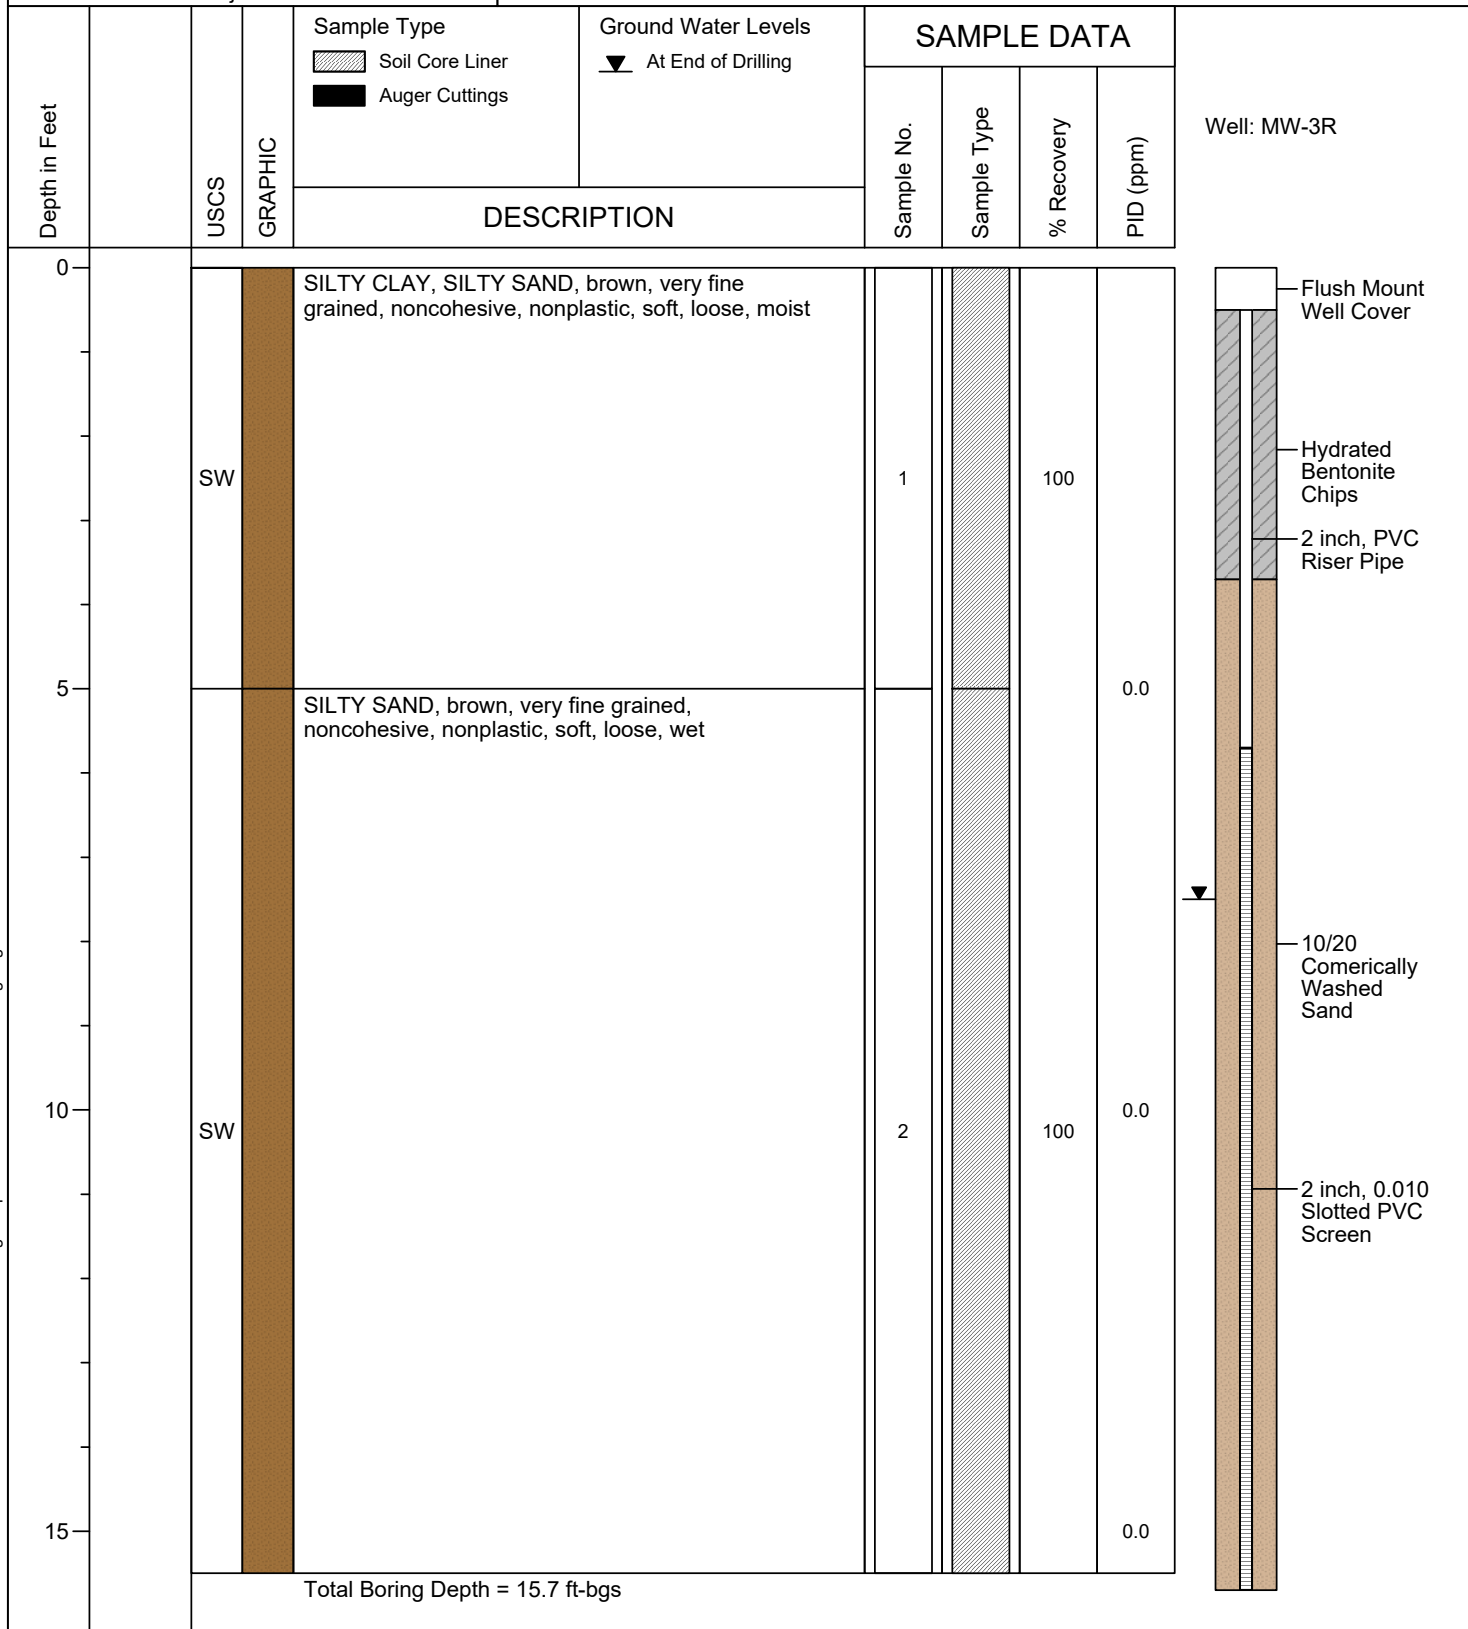 Sample Type
Soil Core Liner
Auger Cuttings
Ground Water Levels
At End of Drilling
SAMPLE DATA
Depth in Feet
USCS
GRAPHIC
DESCRIPTION
Sample No.
Sample Type
% Recovery
PID (ppm)
Well: MW-3R
0
SILTY CLAY, SILTY SAND, brown, very fine
grained, noncohesive, nonplastic, soft, loose, moist
Flush Mount
Well Cover
SW
1
100
Hydrated
Bentonite
Chips
2 inch, PVC
Riser Pipe
5
0.0
SILTY SAND, brown, very fine grained,
noncohesive, nonplastic, soft, loose, wet
10/20
Comerically
Washed
Sand
10
0.0
SW
2
100
2 inch, 0.010
Slotted PVC
Screen
15
0.0
Total Boring Depth = 15.7 ft-bgs